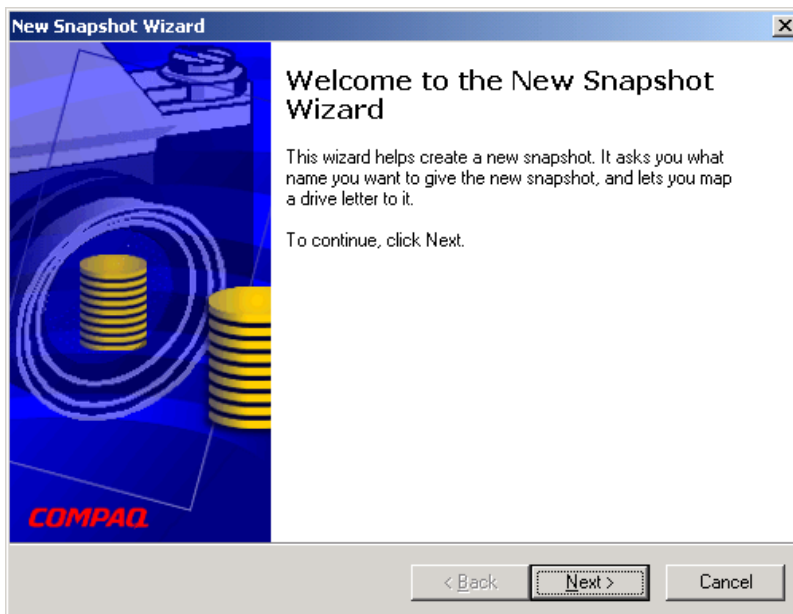 New Snapshot Wizard
Welcome to the New Snapshot
Wizard
This wizard helps create a new snapshot. It asks you what
name you want to give the new snapshot, and lets you map
a drive letter to it.
To continue, click Next.
COMPAQ
< Back
Next >
Cancel